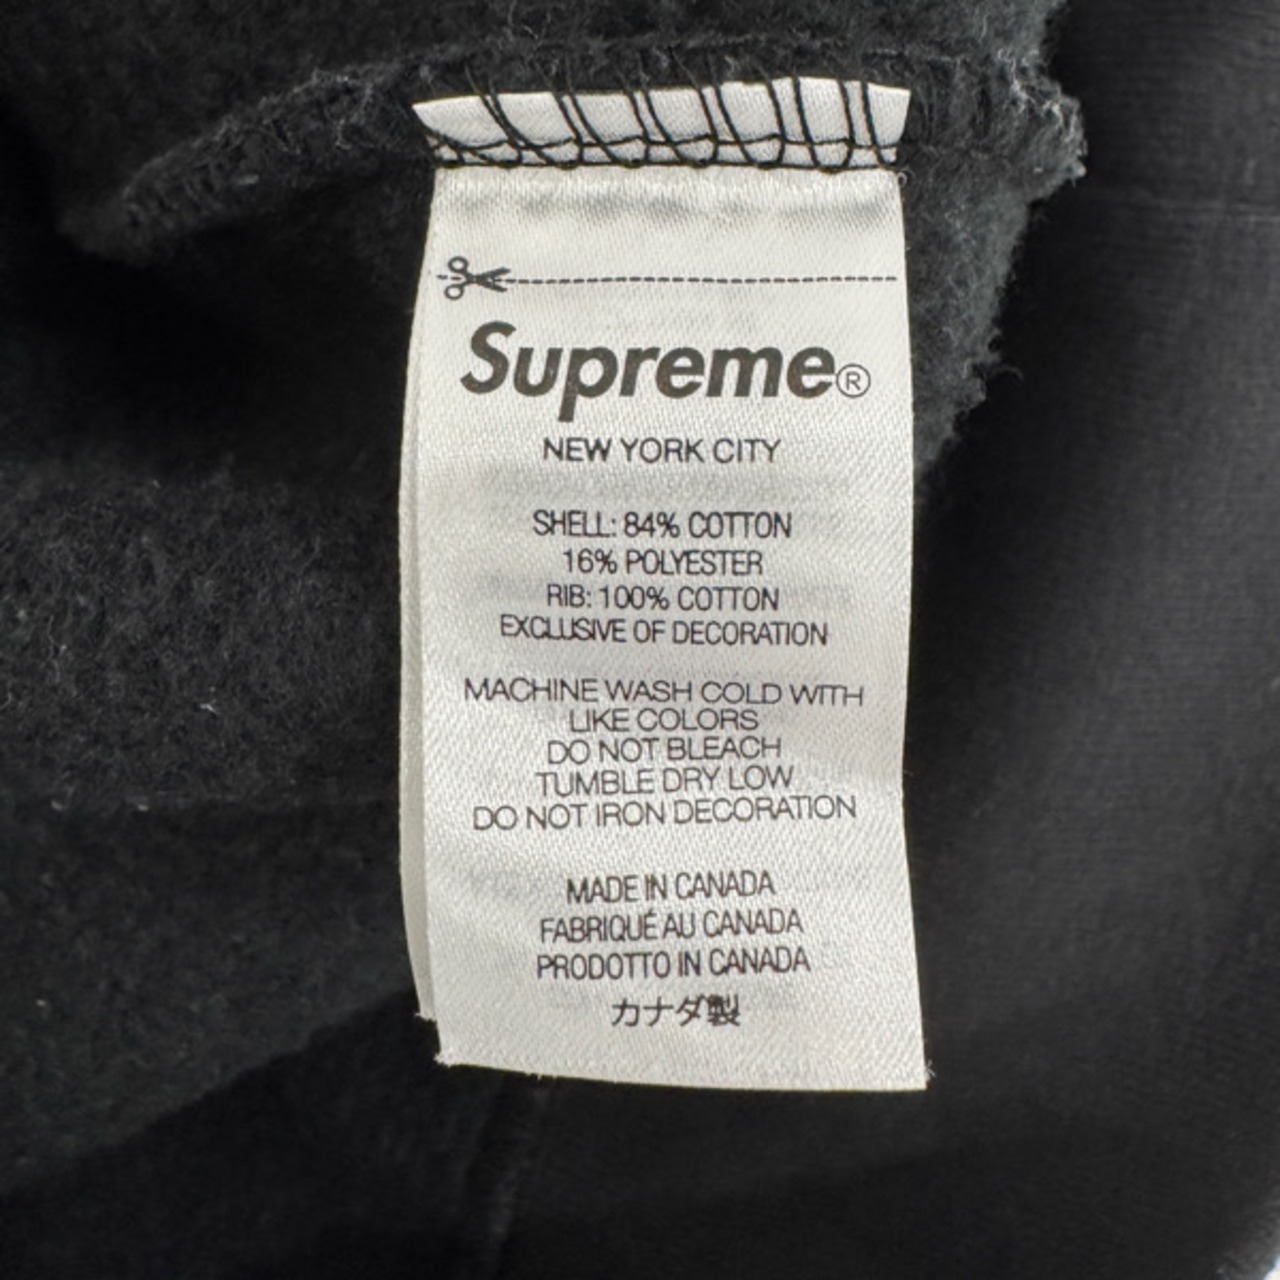 Supreme®
NEW YORK CITY
SHELL: 84% COTTON
16% POLYESTER
RIB: 100% COTTON
EXCLUSIVE OF DECORATION
MACHINE WASH COLD WITH
LIKE COLORS
DO NOT BLEACH
TUMBLE DRY LOW
DO NOT IRON DECORATION
MADE IN CANADA
FABRIQUÉ AU CANADA
PRODOTTO IN CANADA
カナダ製